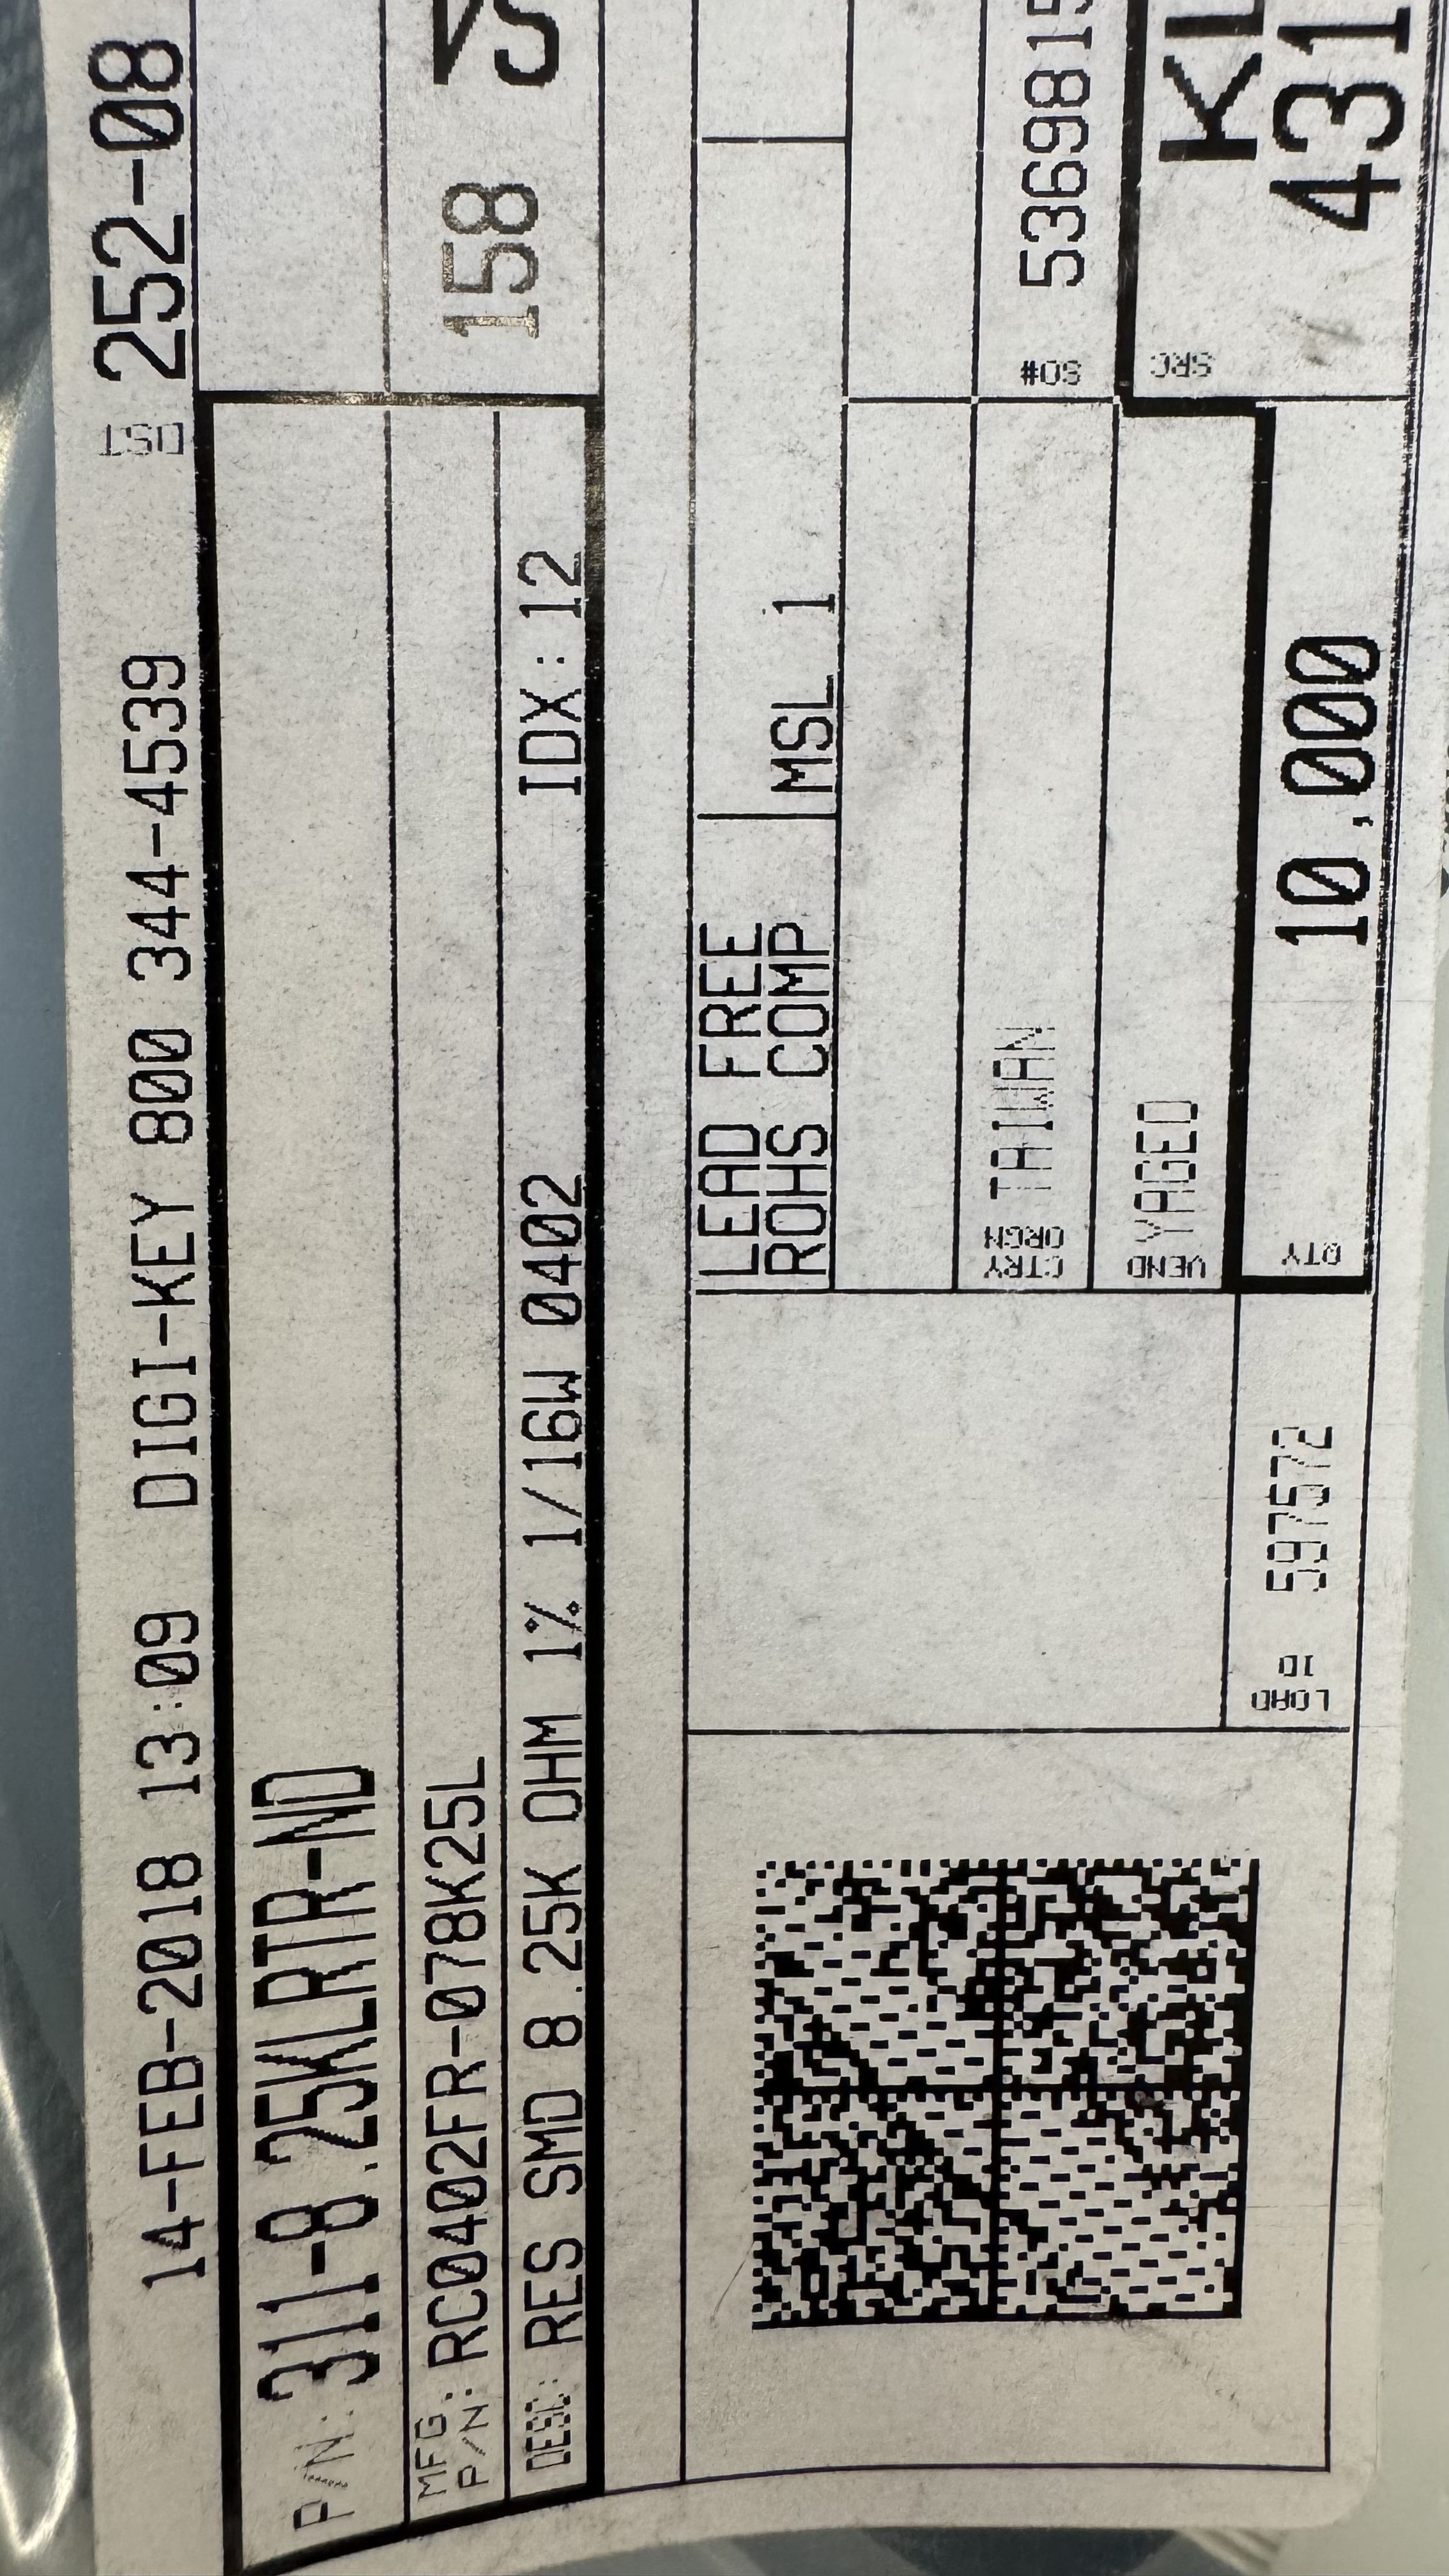 14-FEB-2018 13:09 DIGI-KEY 800 344-4539 DST 252-08
P/N: 311-8.25KLRTR-ND
MFG P/N: RC0402FR-078K25L
158
DESC: RES SMD 8.25K OHM 1% 1/16W 0402 IDX: 12
LEAD FREE
ROHS COMP MSL 1
CTRY ORGN TAIWAN SO# 5369815
VEND YAGEO
SRC KL
LOAD ID 597572 QTY 10,000 431